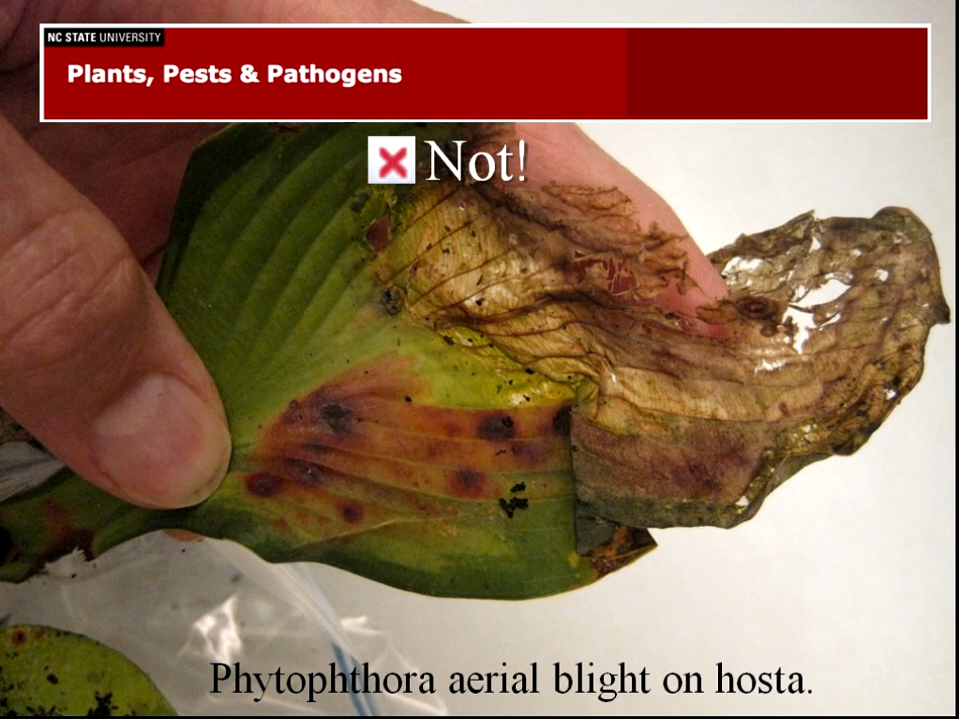 NC STATE UNIVERSITY
Plants, Pests & Pathogens
Not!
Phytophthora aerial blight on hosta.